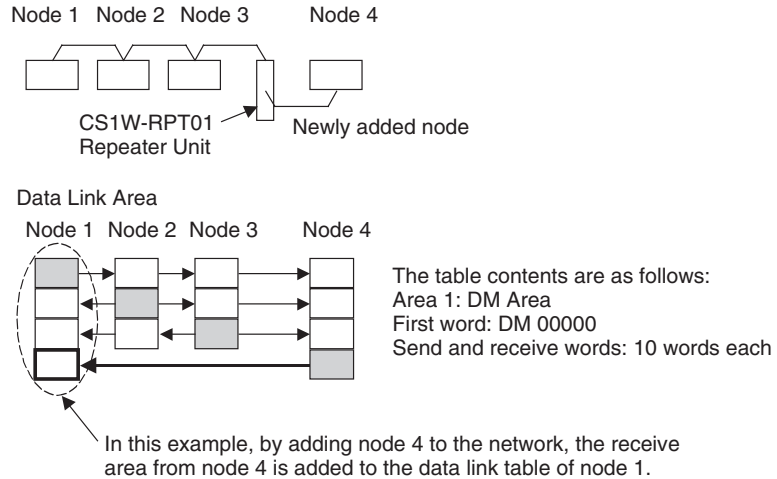 Node 1 Node 2 Node 3 Node 4
CS1W-RPT01
Repeater Unit
Newly added node
Data Link Area
Node 1 Node 2 Node 3 Node 4
The table contents are as follows:
Area 1: DM Area
First word: DM 00000
Send and receive words: 10 words each
In this example, by adding node 4 to the network, the receive
area from node 4 is added to the data link table of node 1.